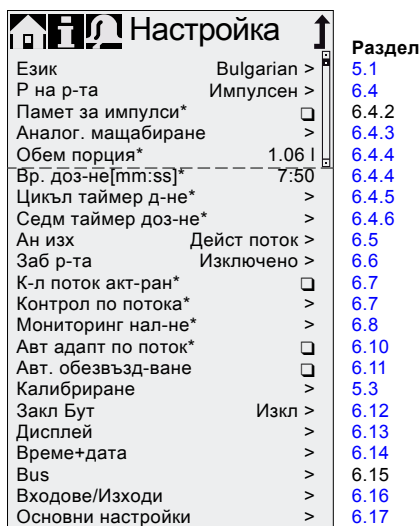 Настройка
Раздел
Език Bulgarian > 5.1
Р на р-та Импулсен > 6.4
Памет за импулси* ❏ 6.4.2
Аналог. мащабиране > 6.4.3
Обем порция* 1.06 l 6.4.4
Вр. доз-не[mm:ss]* 7:50 6.4.4
Цикъл таймер д-не* > 6.4.5
Седм таймер доз-не* > 6.4.6
Ан изх Дейст поток > 6.5
Заб р-та Изключено > 6.6
К-л поток акт-ран* ❏ 6.7
Контрол по потока* > 6.7
Мониторинг нал-не* > 6.8
Авт адапт по поток* ❏ 6.10
Авт. обезвъзд-ване ❏ 6.11
Калибриране > 5.3
Закл Бут Изкл > 6.12
Дисплей > 6.13
Време+дата > 6.14
Bus > 6.15
Входове/Изходи > 6.16
Основни настройки > 6.17